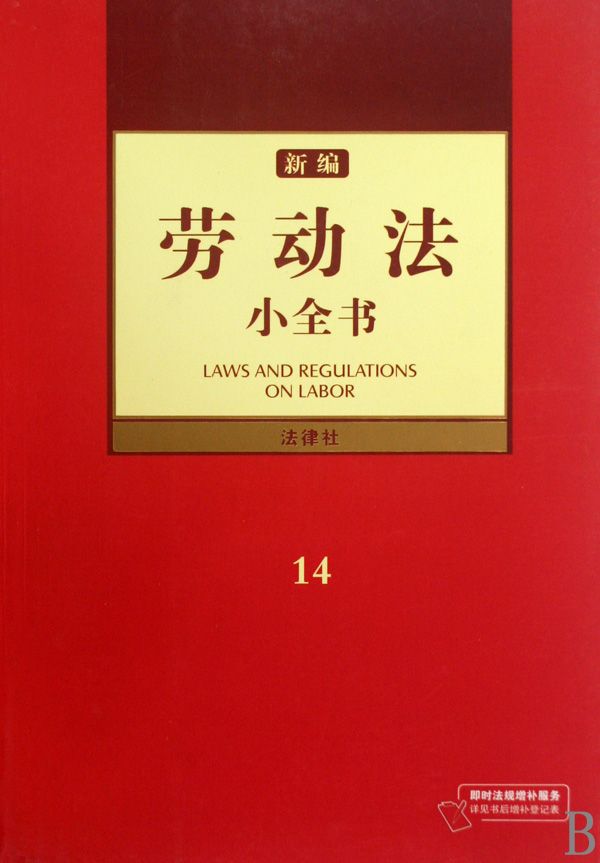 新编
劳动法
小全书
LAWS AND REGULATIONS
ON LABOR
法律社
14
即时法规增补服务
详见书后增补登记表
B